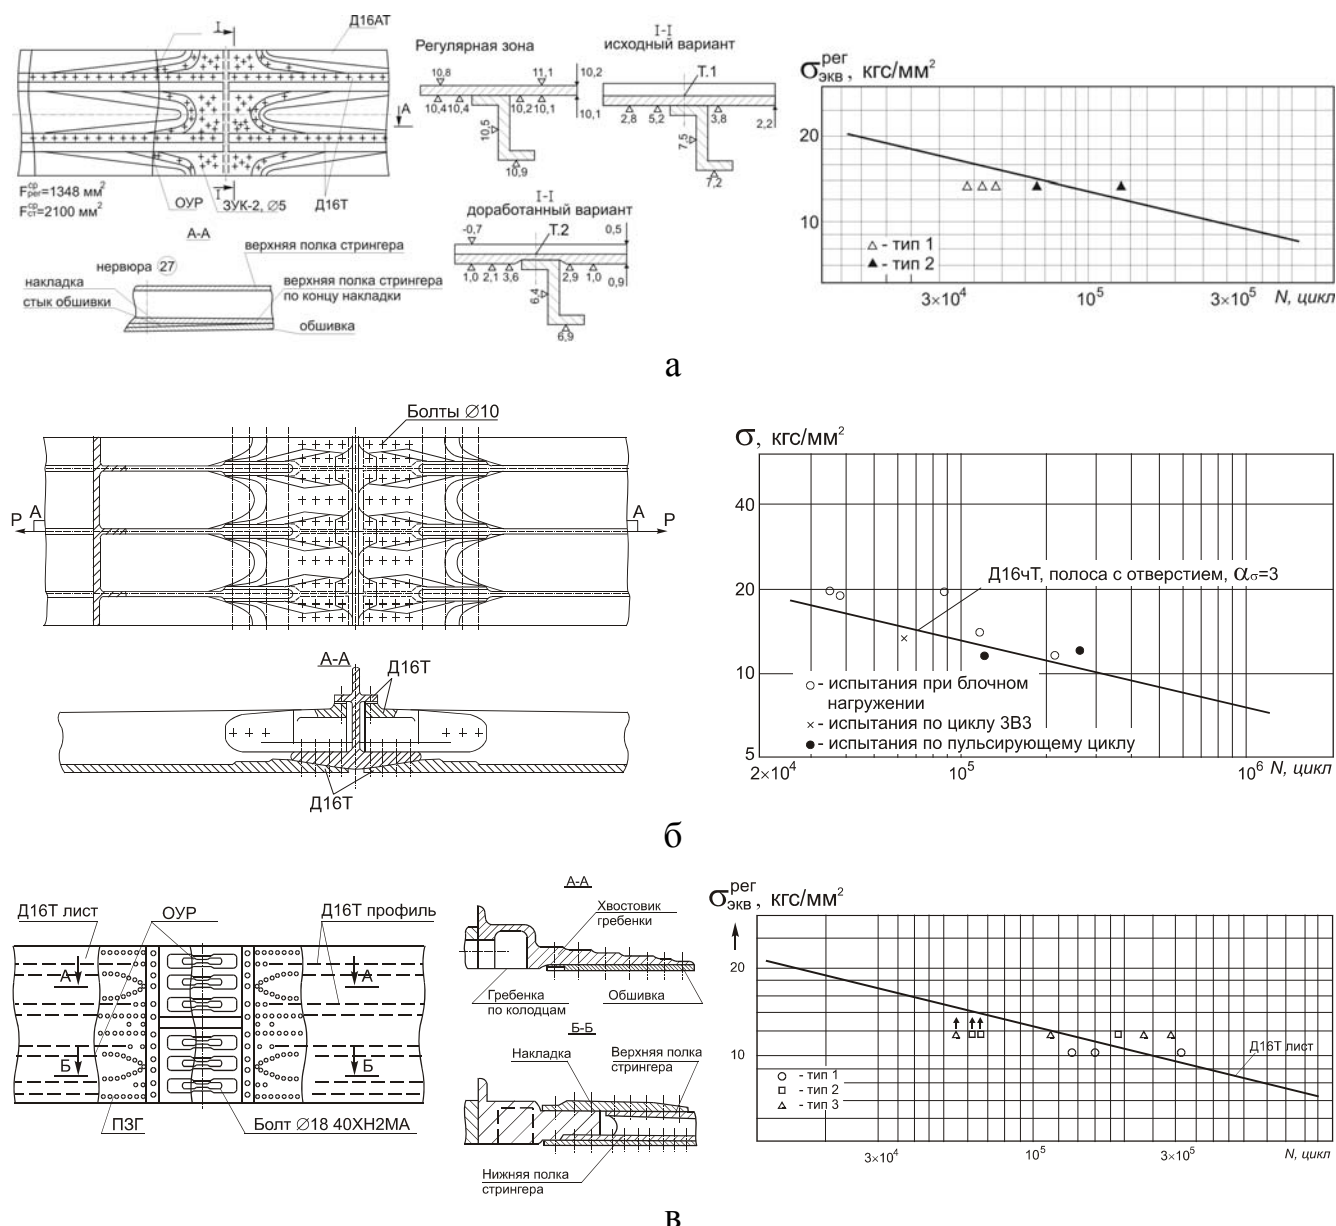 I
Д16АТ
А
F ср рег=1348 мм²
F ср ст=2100 мм²
I
ОУР
ЗУК-2, ∅5
Д16Т
А-А
верхняя полка стрингера
нервюра 27
накладка
стык обшивки
верхняя полка стрингера
по концу накладки
обшивка
Регулярная зона
10,8
11,1
10,2
10,4
10,4
10,2
10,1
10,1
10,5
10,9
I-I
исходный вариант
Т.1
2,8
5,2
3,8
2,2
7,5
7,2
I-I
доработанный вариант
-0,7
Т.2
0,5
1,0
2,1
3,6
2,9
1,0
0,9
6,4
6,9
σ рег экв, кгс/мм²
20
10
△ - тип 1
▲ - тип 2
3×10⁴
10⁵
3×10⁵
N, цикл
а
Болты ∅10
P
А
А
P
А-А
Д16Т
Д16Т
σ, кгс/мм²
40
20
10
5
Д16чТ, полоса с отверстием, α σ=3
○ - испытания при блочном
нагружении
× - испытания по циклу ЗВЗ
● - испытания по пульсирующему циклу
2×10⁴
10⁵
10⁶
N, цикл
б
Д16Т лист
ОУР
Д16Т профиль
А
А
Б
Б
ПЗГ
Болт ∅18 40ХН2МА
А-А
Хвостовик
гребенки
Гребенка
по колодцам
Обшивка
Б-Б
Накладка
Верхняя полка
стрингера
Нижняя полка
стрингера
σ рег экв, кгс/мм²
20
10
Д16Т лист
○ - тип 1
□ - тип 2
△ - тип 3
3×10⁴
10⁵
3×10⁵
N, цикл
в